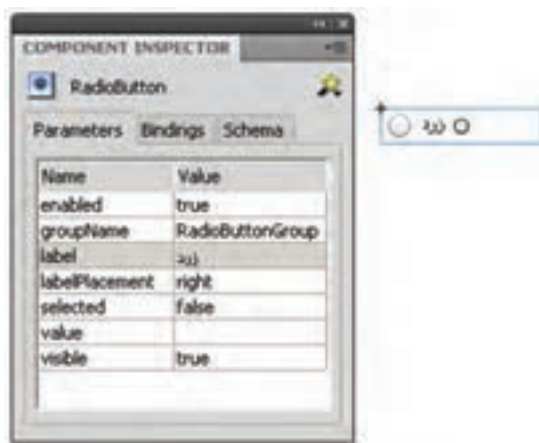 COMPONENT INSPECTOR
RadioButton
Parameters Bindings Schema
Name Value
enabled true
groupName RadioButtonGroup
label زرد
labelPlacement right
selected false
value
visible true
زرد